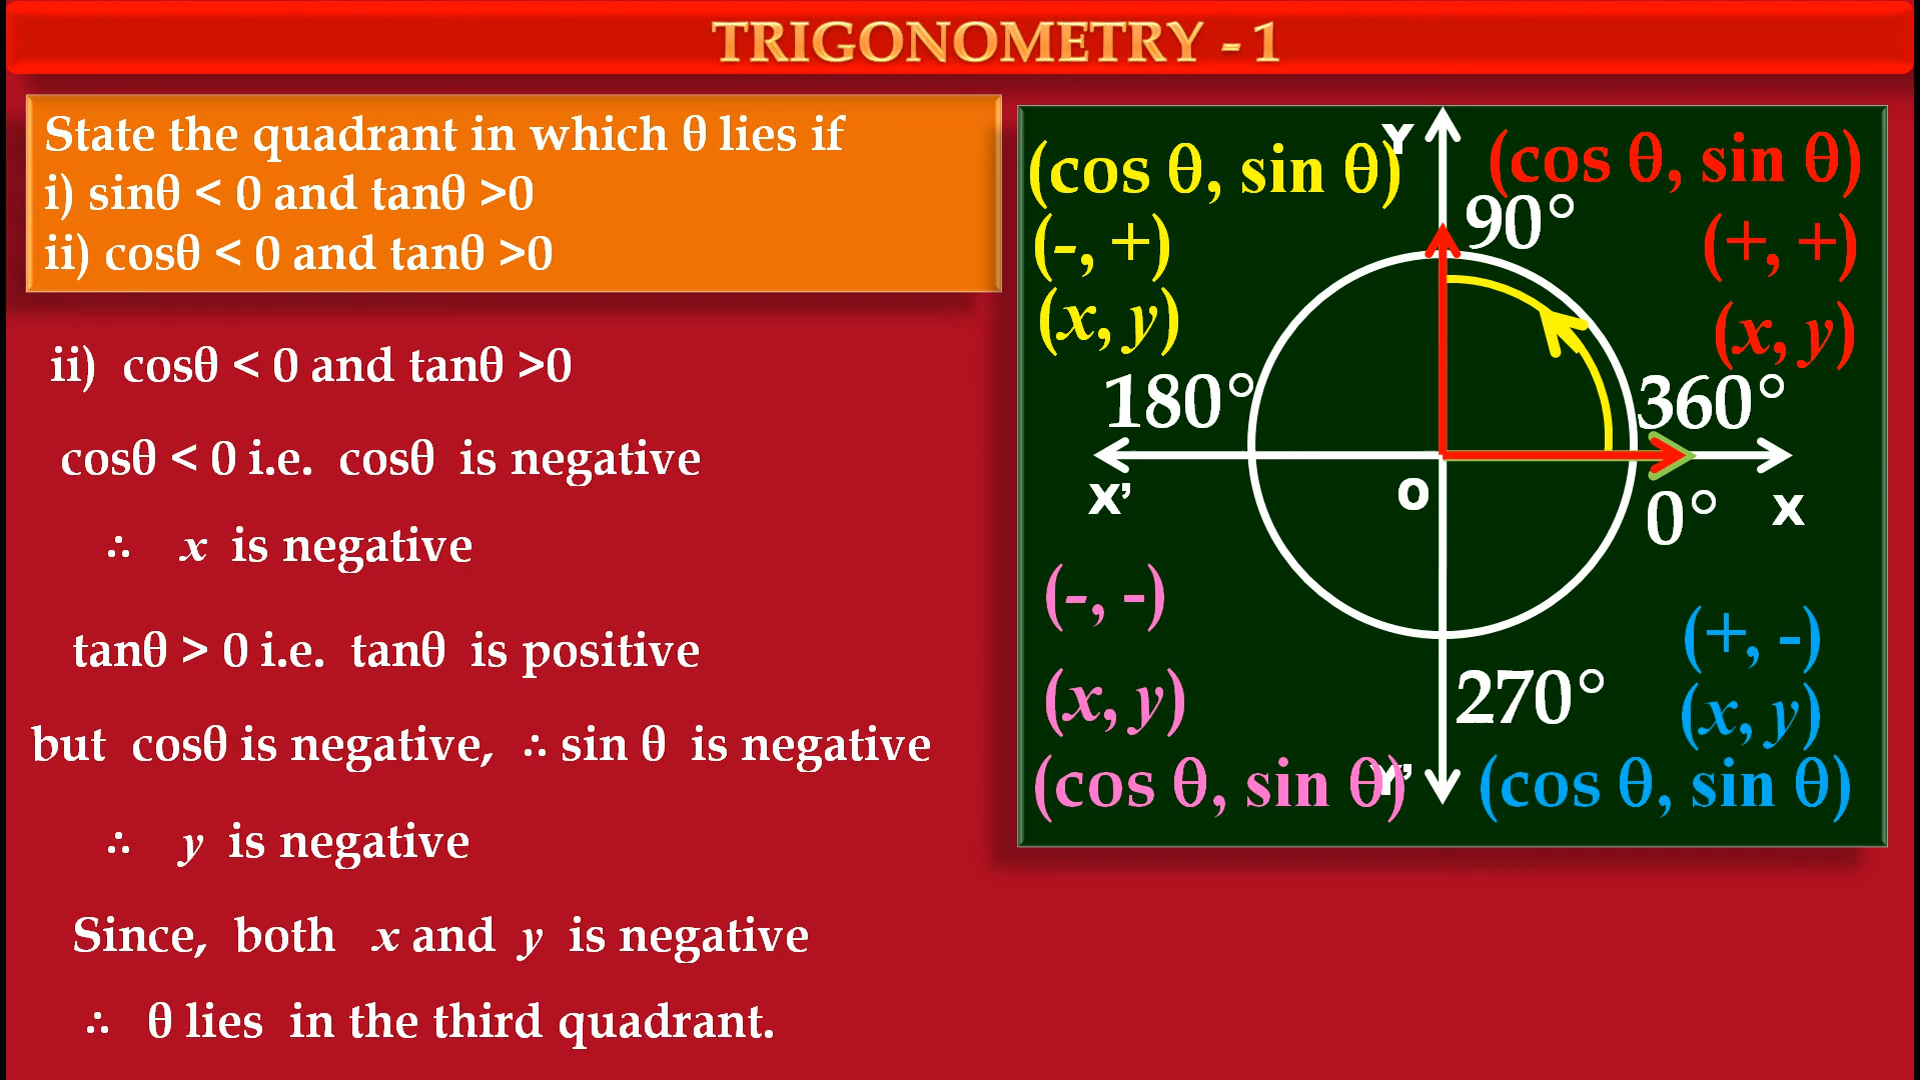 TRIGONOMETRY - 1
State the quadrant in which θ lies if
i) sinθ < 0 and tanθ >0
ii) cosθ < 0 and tanθ >0
ii) cosθ < 0 and tanθ >0
cosθ < 0 i.e. cosθ is negative
∴ x is negative
tanθ > 0 i.e. tanθ is positive
but cosθ is negative, ∴ sin θ is negative
∴ y is negative
Since, both x and y is negative
∴ θ lies in the third quadrant.
(cos θ, sin θ)
Y
(cos θ, sin θ)
(-, +)
90°
(+, +)
(x, y)
(x, y)
180°
360°
X'
O
0°
X
(-, -)
(+, -)
(x, y)
270°
(x, y)
(cos θ, sin θ)
Y'
(cos θ, sin θ)